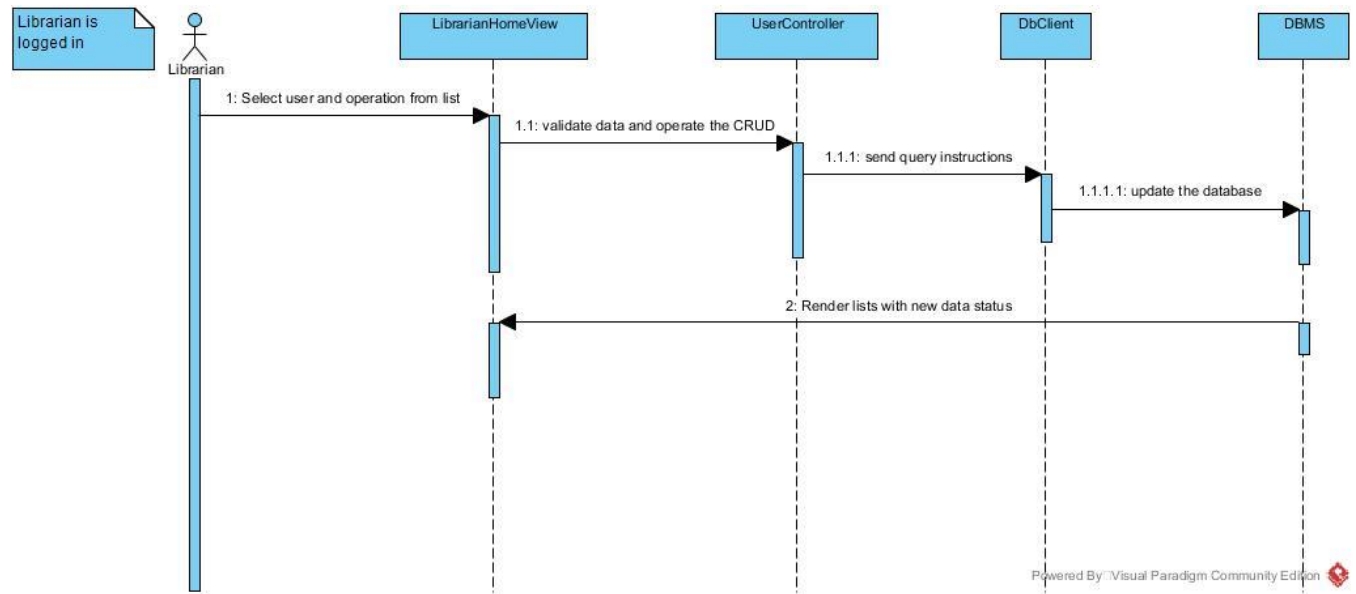 Librarian is
logged in
Librarian
LibrarianHomeView
UserController
DbClient
DBMS
1: Select user and operation from list
1.1: validate data and operate the CRUD
1.1.1: send query instructions
1.1.1.1: update the database
2: Render lists with new data status
Powered By Visual Paradigm Community Edition